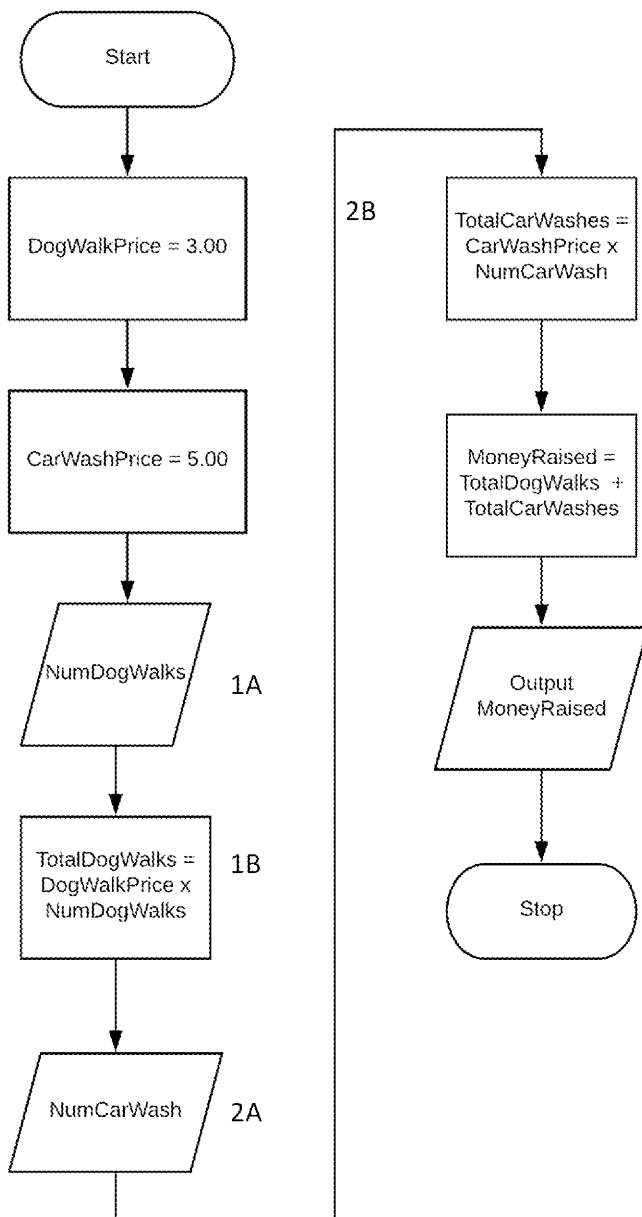 Start
DogWalkPrice = 3.00
CarWashPrice = 5.00
NumDogWalks
1A
TotalDogWalks =
DogWalkPrice x
NumDogWalks
1B
NumCarWash
2A
2B
TotalCarWashes =
CarWashPrice x
NumCarWash
MoneyRaised =
TotalDogWalks +
TotalCarWashes
Output
MoneyRaised
Stop